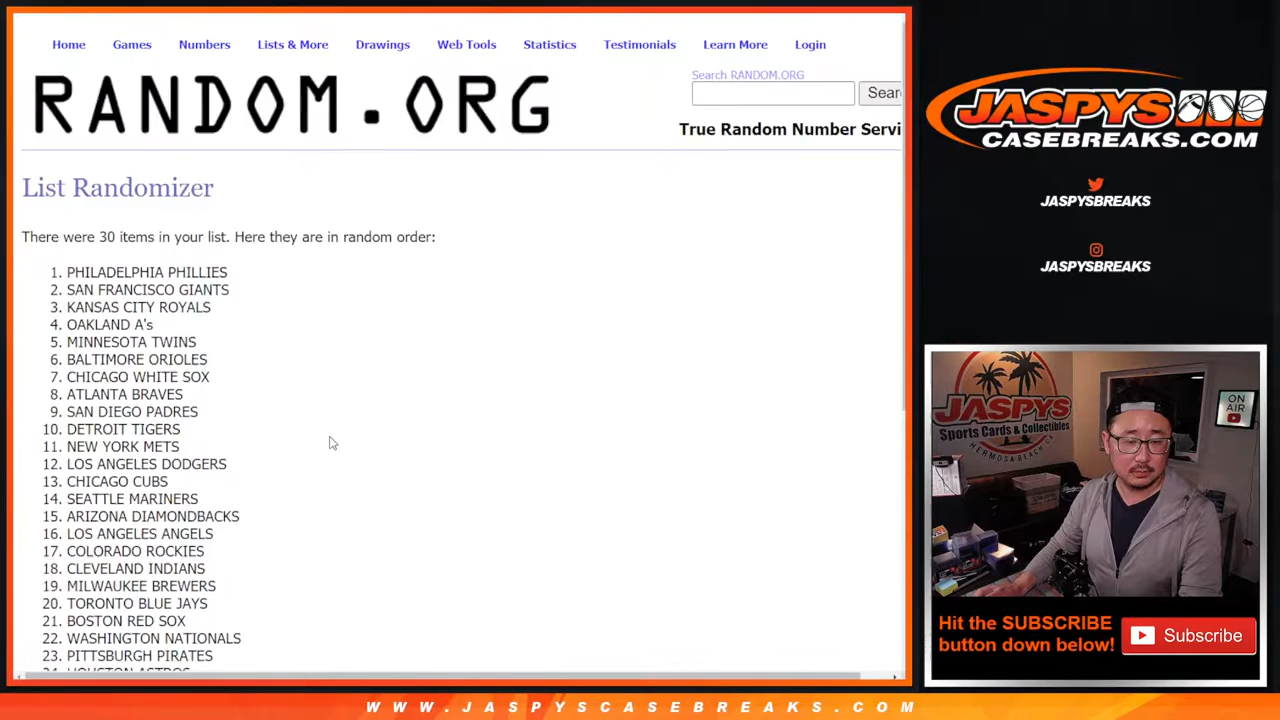 Home Games Numbers Lists & More Drawings Web Tools Statistics Testimonials Learn More Login
RANDOM.ORG
Search RANDOM.ORG
Sear
True Random Number Servi
List Randomizer
There were 30 items in your list. Here they are in random order:
1. PHILADELPHIA PHILLIES
2. SAN FRANCISCO GIANTS
3. KANSAS CITY ROYALS
4. OAKLAND A's
5. MINNESOTA TWINS
6. BALTIMORE ORIOLES
7. CHICAGO WHITE SOX
8. ATLANTA BRAVES
9. SAN DIEGO PADRES
10. DETROIT TIGERS
11. NEW YORK METS
12. LOS ANGELES DODGERS
13. CHICAGO CUBS
14. SEATTLE MARINERS
15. ARIZONA DIAMONDBACKS
16. LOS ANGELES ANGELS
17. COLORADO ROCKIES
18. CLEVELAND INDIANS
19. MILWAUKEE BREWERS
20. TORONTO BLUE JAYS
21. BOSTON RED SOX
22. WASHINGTON NATIONALS
23. PITTSBURGH PIRATES
24. HOUSTON ASTROS
JASPYS
CASEBREAKS.COM
JASPYSBREAKS
JASPYSBREAKS
JASPYS
Sports Cards & Collectibles
HERMOSA BEACH, CA
ON
AIR
Hit the SUBSCRIBE
button down below!
Subscribe
WWW.JASPYSCASEBREAKS.COM